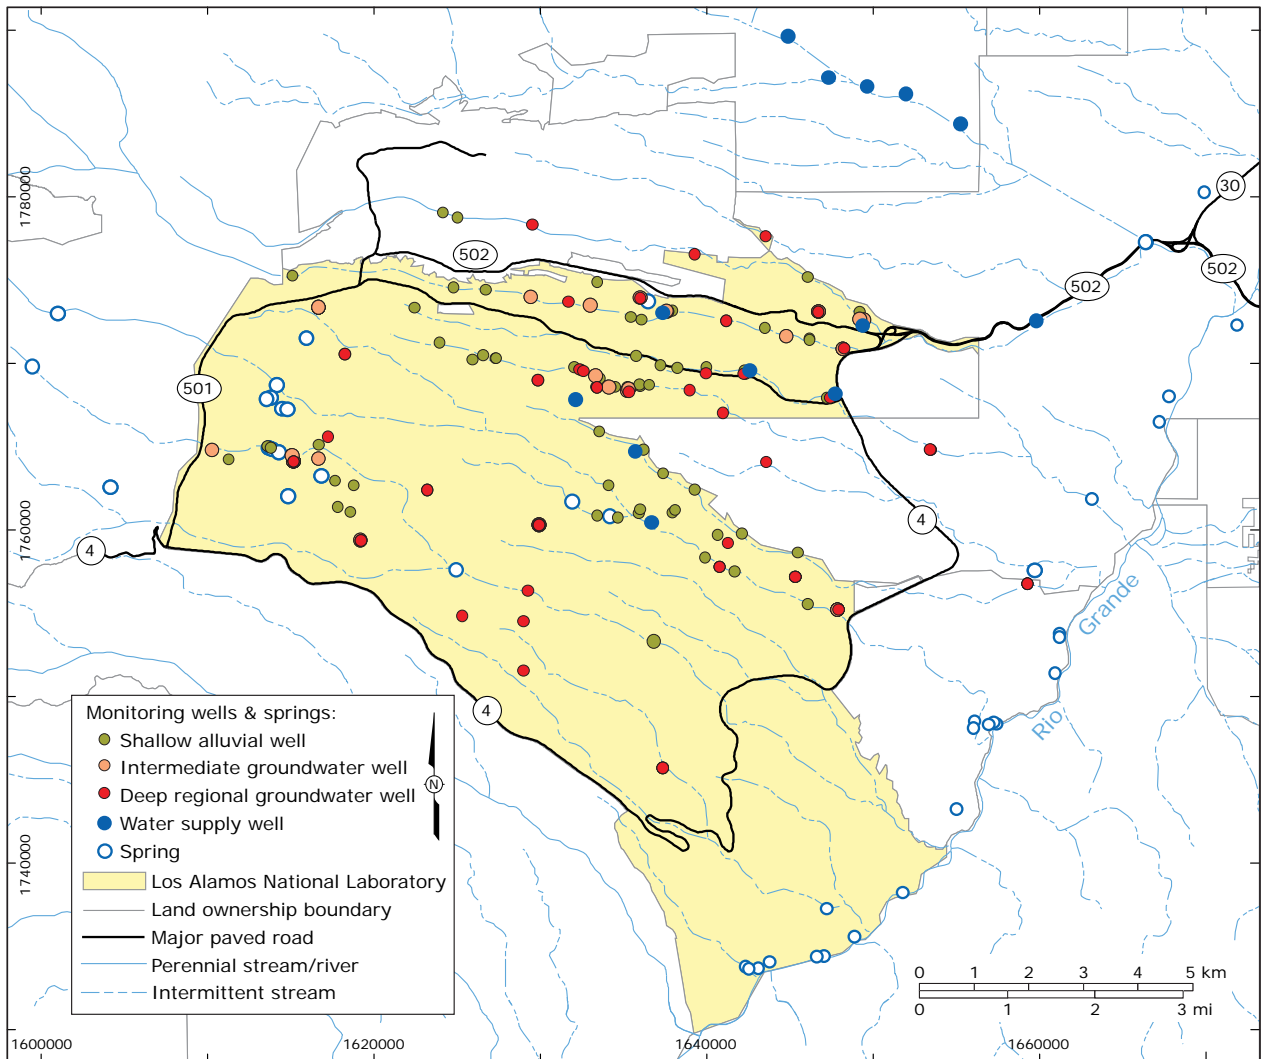 30
502
502
502
1780000
501
4
1760000
4
Grande
Rio
4
Monitoring wells & springs:
Shallow alluvial well
Intermediate groundwater well
Deep regional groundwater well
N
Water supply well
Spring
Los Alamos National Laboratory
Land ownership boundary
Major paved road
Perennial stream/river
Intermittent stream
1740000
0 1 2 3 4 5 km
0 1 2 3 mi
1600000 1620000 1640000 1660000